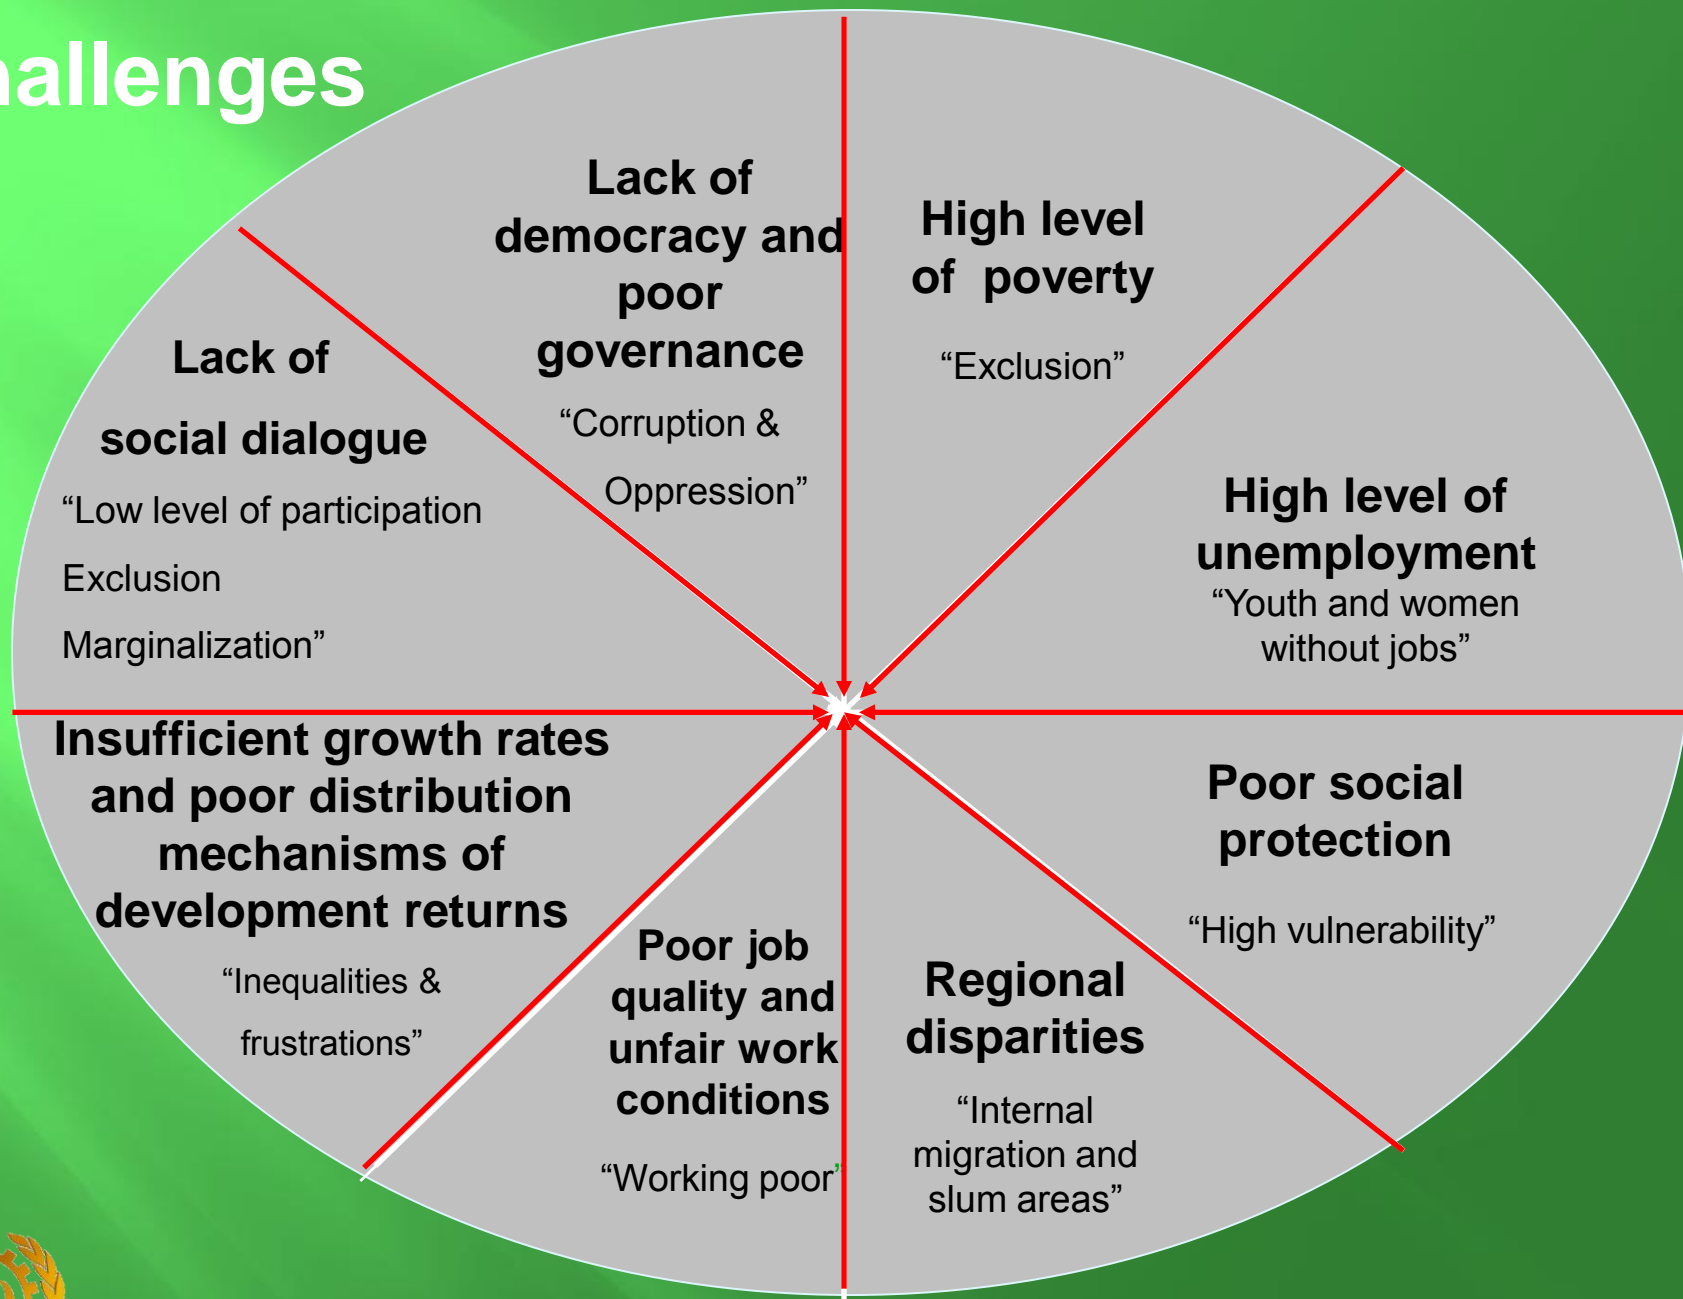 hallenges
Lack of
democracy and
poor
governance
“Corruption &
Oppression”
High level
of poverty
“Exclusion”
High level of
unemployment
“Youth and women
without jobs”
Poor social
protection
“High vulnerability”
Regional
disparities
“Internal
migration and
slum areas”
Poor job
quality and
unfair work
conditions
“Working poor”
Insufficient growth rates
and poor distribution
mechanisms of
development returns
“Inequalities &
frustrations”
Lack of
social dialogue
“Low level of participation
Exclusion
Marginalization”